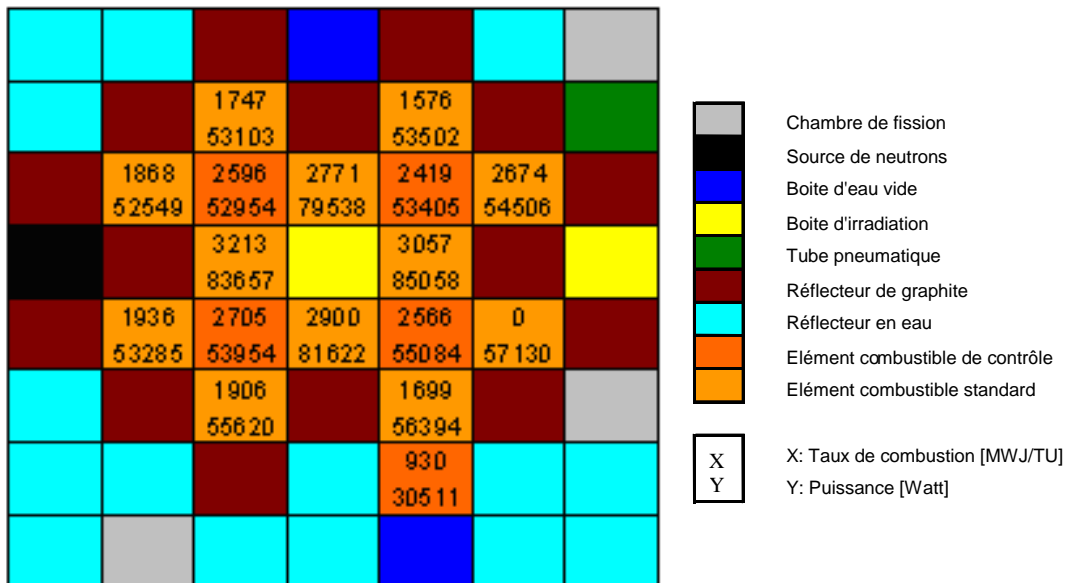 1747 1576
53103 53502
1868 2596 2771 2419 2674
52549 52954 79538 53405 54506
3213 3057
83657 85058
1936 2705 2900 2566 0
53285 53954 81622 55084 57130
1906 1699
55620 56394
930
30511
Chambre de fission
Source de neutrons
Boite d'eau vide
Boite d'irradiation
Tube pneumatique
Réflecteur de graphite
Réflecteur en eau
Elément combustible de contrôle
Elément combustible standard
X
Y
X: Taux de combustion [MWJ/TU]
Y: Puissance [Watt]